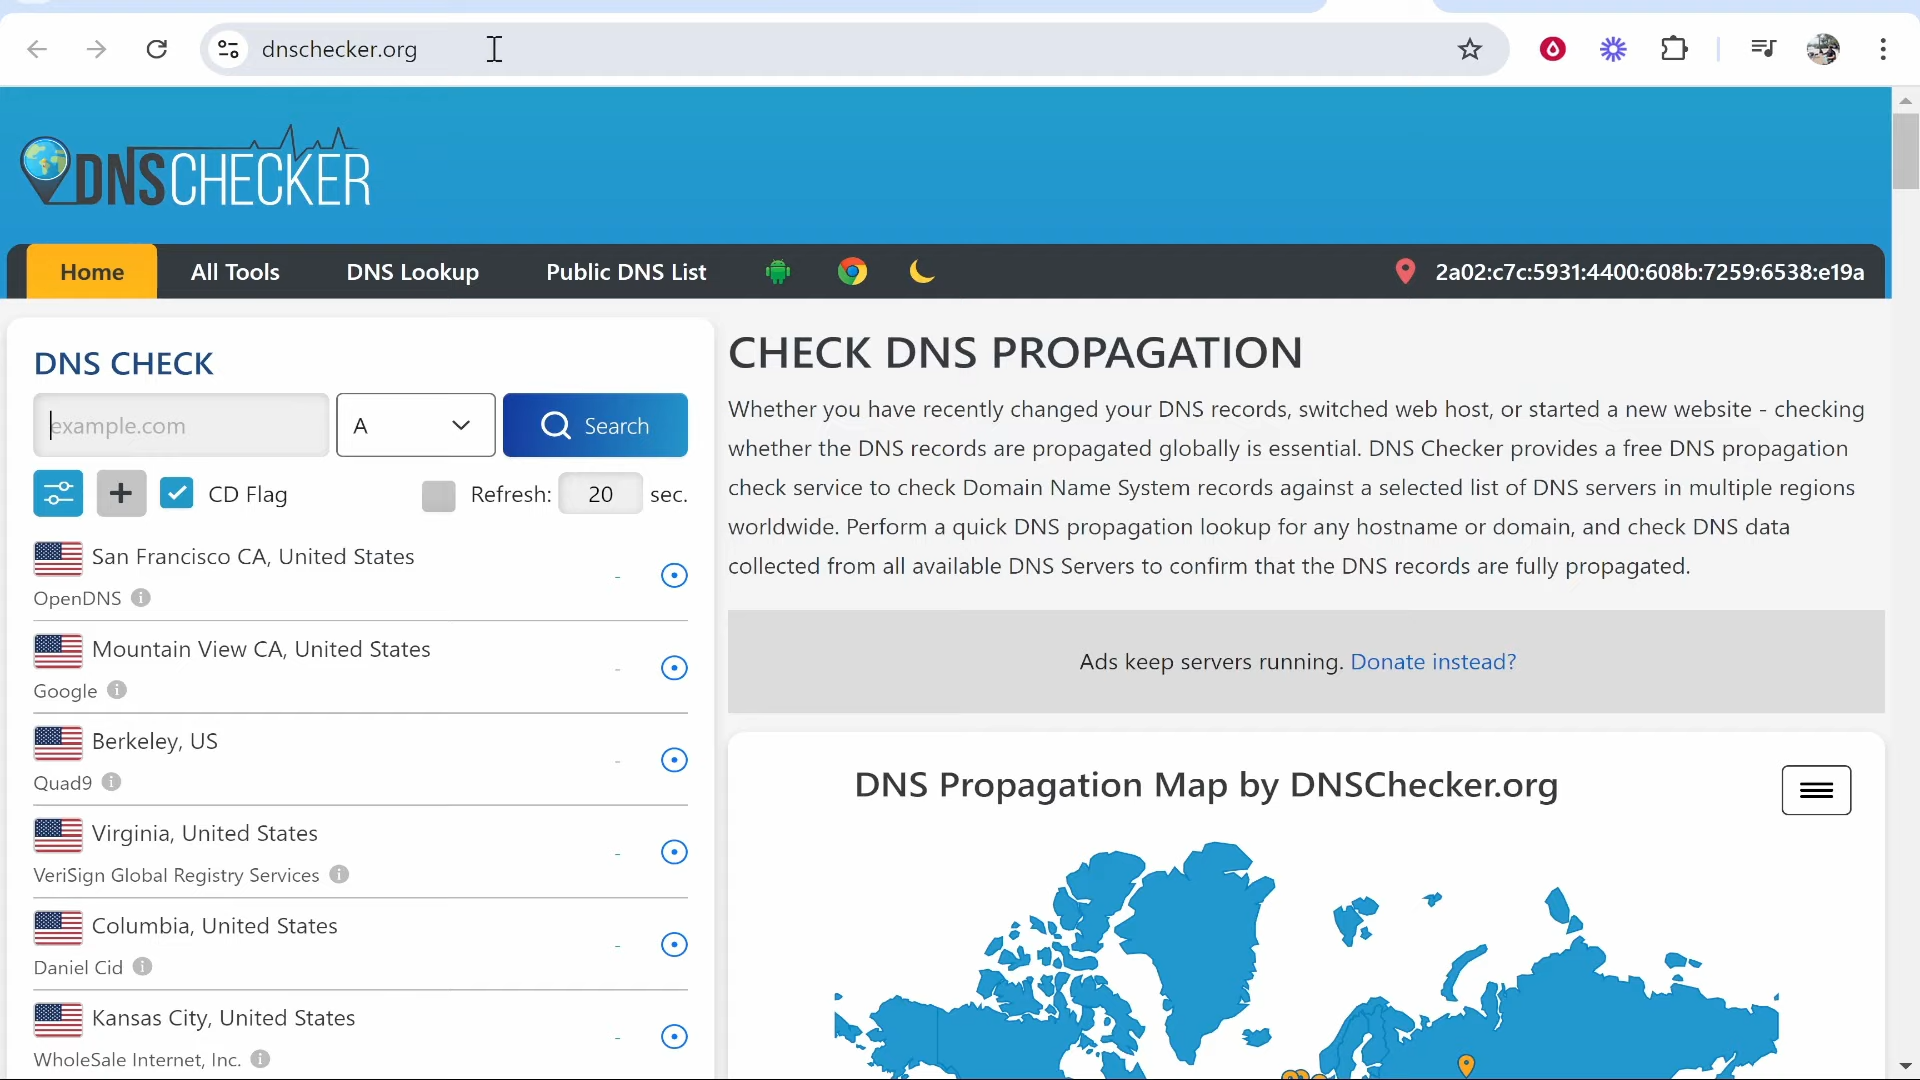 dnschecker.org
DNSCHECKER
Home
All Tools
DNS Lookup
Public DNS List
2a02:c7c:5931:4400:608b:7259:6538:e19a
DNS CHECK
example.com
A
Search
CD Flag
Refresh:
20
sec.
San Francisco CA, United States
-
OpenDNS
Mountain View CA, United States
-
Google
Berkeley, US
-
Quad9
Virginia, United States
-
VeriSign Global Registry Services
Columbia, United States
-
Daniel Cid
Kansas City, United States
-
WholeSale Internet, Inc.
CHECK DNS PROPAGATION
Whether you have recently changed your DNS records, switched web host, or started a new website - checking
whether the DNS records are propagated globally is essential. DNS Checker provides a free DNS propagation
check service to check Domain Name System records against a selected list of DNS servers in multiple regions
worldwide. Perform a quick DNS propagation lookup for any hostname or domain, and check DNS data
collected from all available DNS Servers to confirm that the DNS records are fully propagated.
Ads keep servers running. Donate instead?
DNS Propagation Map by DNSChecker.org